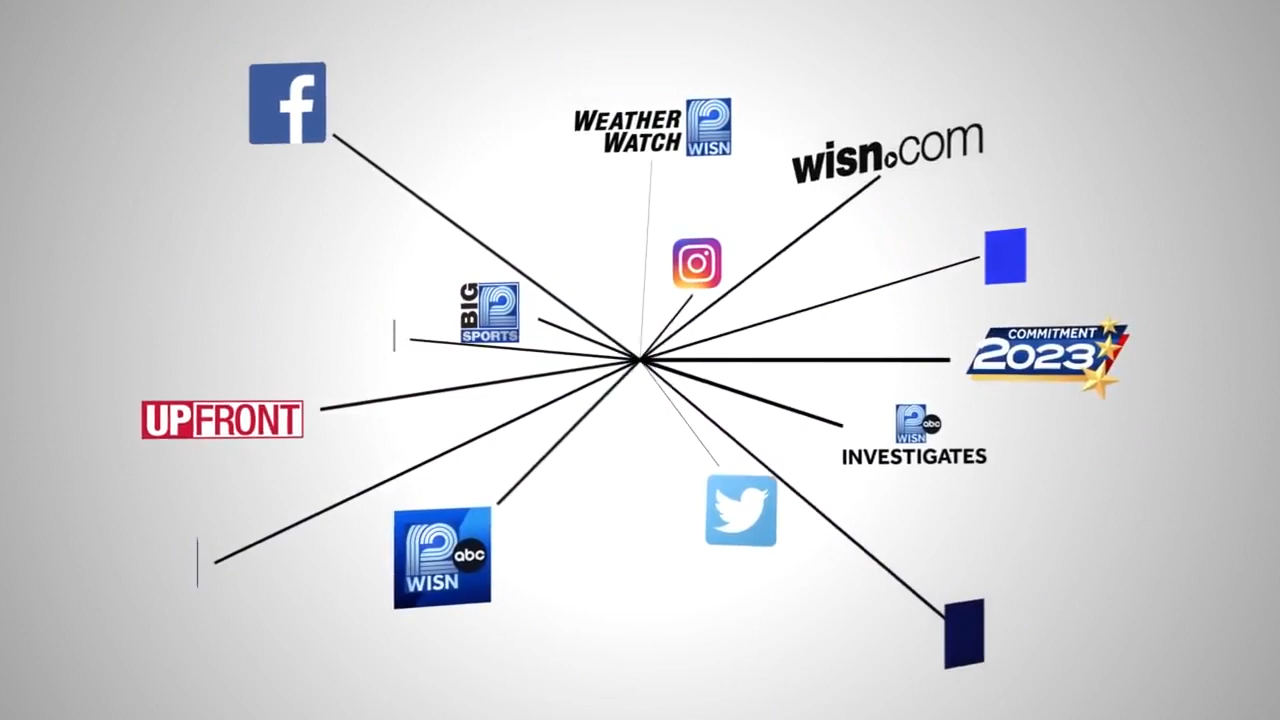 f
WEATHER
WATCH
12
WISN
wisn.com
BIG
12
SPORTS
COMMITMENT
2023
UPFRONT
12
abc
WISN
INVESTIGATES
12
abc
WISN